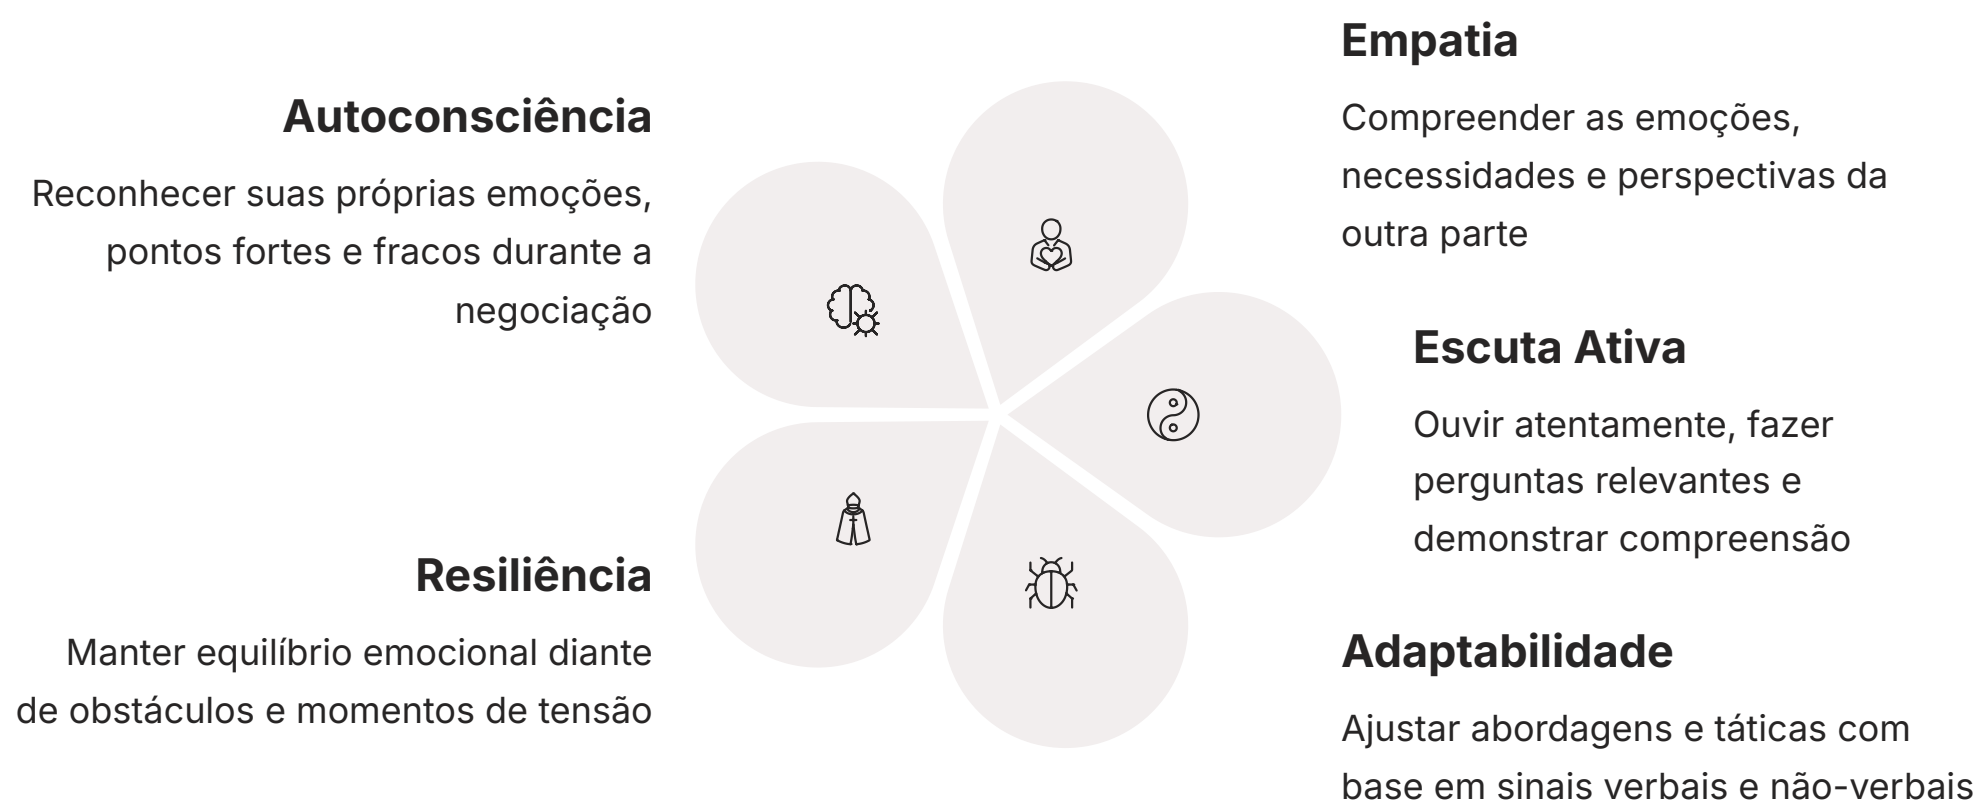 Autoconsciência
Reconhecer suas próprias emoções,
pontos fortes e fracos durante a
negociação
Empatia
Compreender as emoções,
necessidades e perspectivas da
outra parte
Escuta Ativa
Ouvir atentamente, fazer
perguntas relevantes e
demonstrar compreensão
Adaptabilidade
Ajustar abordagens e táticas com
base em sinais verbais e não-verbais
Resiliência
Manter equilíbrio emocional diante
de obstáculos e momentos de tensão